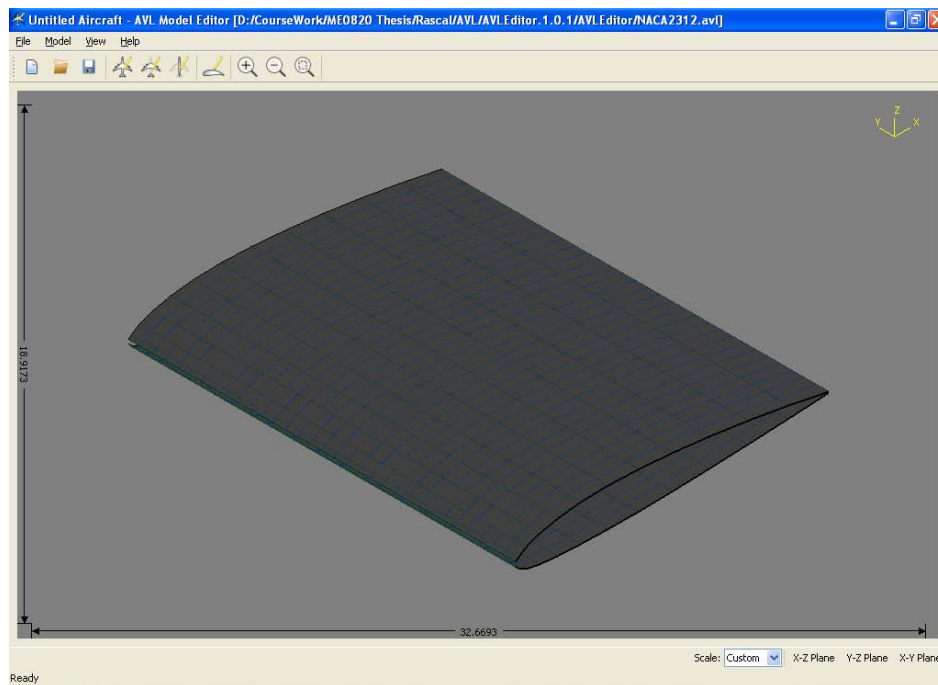 Untitled Aircraft - AVL Model Editor [D:/CourseWork/ME0820 Thesis/Rascal/AVL/AVLEditor.1.0.1/AVLEditor/NACA2312.avl]
File Model View Help
Z
Y X
18.9173
32.6693
Scale: Custom X-Z Plane Y-Z Plane X-Y Plane
Ready